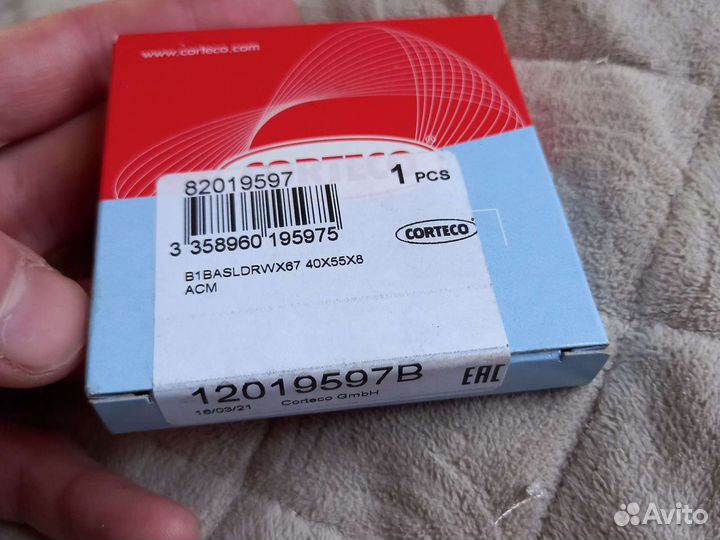 www.corteco.com
CORTECO
®
82019597
1 PCS
3 358960 195975
CORTECO
B1BASLDRWX67 40X55X8
ACM
12019597B
EAC
16/03/21 Corteco GmbH
Avito